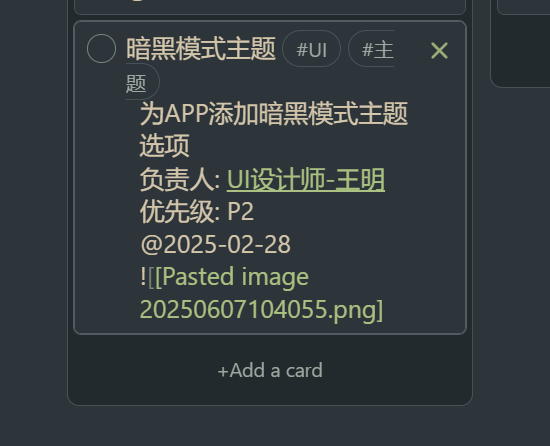 暗黑模式主题 #UI #主
题
为APP添加暗黑模式主题
选项
负责人: UI设计师-王明
优先级: P2
@2025-02-28
![[Pasted image
20250607104055.png]
+Add a card